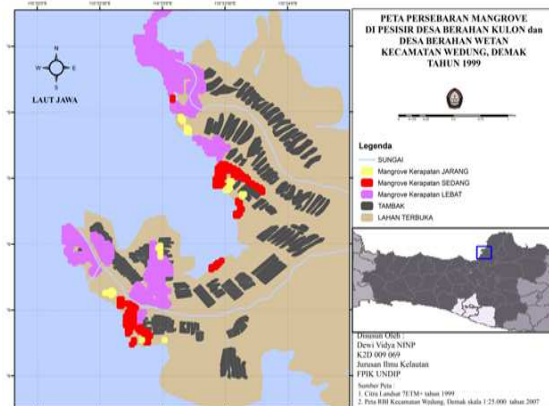 PETA PERSEBARAN MANGROVE
DI PESISIR DESA BERAHAN KULON dan
DESA BERAHAN WETAN
KECAMATAN WEDUNG, DEMAK
TAHUN 1999
N
W E
S
LAUT JAWA
Legenda
SUNGAI
Mangrove Kerapatan JARANG
Mangrove Kerapatan SEDANG
Mangrove Kerapatan LEBAT
TAMBAK
LAHAN TERBUKA
Disusun Oleh :
Dewi Vidya NINP
K2D 009 069
Jurusan Ilmu Kelautan
FPIK UNDIP
Sumber Peta :
1. Citra Landsat 7ETM+ tahun 1999
2. Peta RBI Kecamatan Wedung, Demak skala 1:25.000 tahun 2007